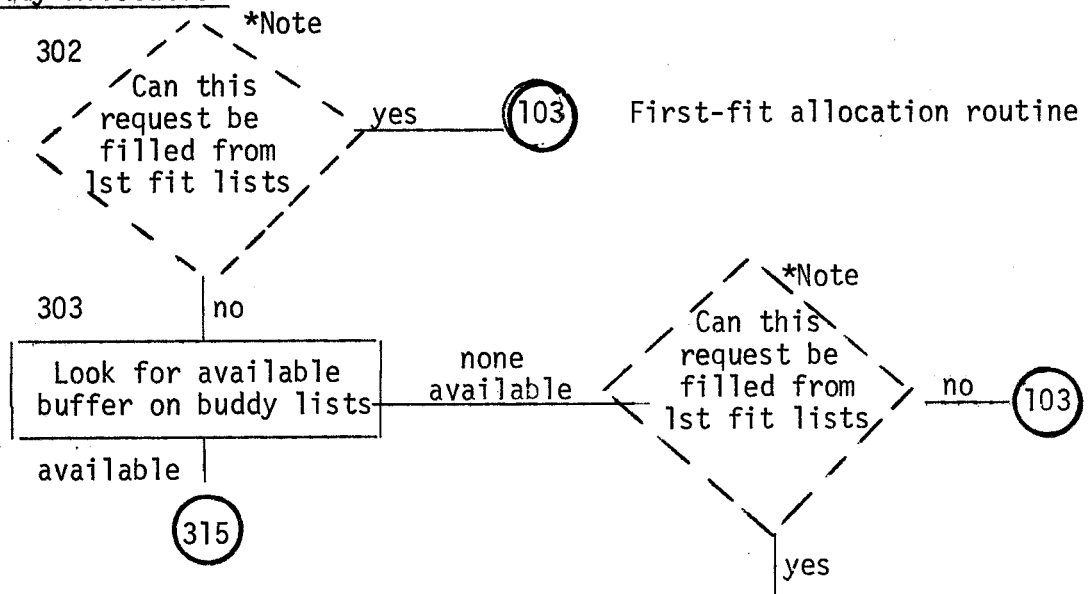 *Note
302
Can this
request be
filled from
1st fit lists
yes
103
First-fit allocation routine
no
303
Look for available
buffer on buddy lists
none
available
*Note
Can this
request be
filled from
1st fit lists
no
103
available
315
yes